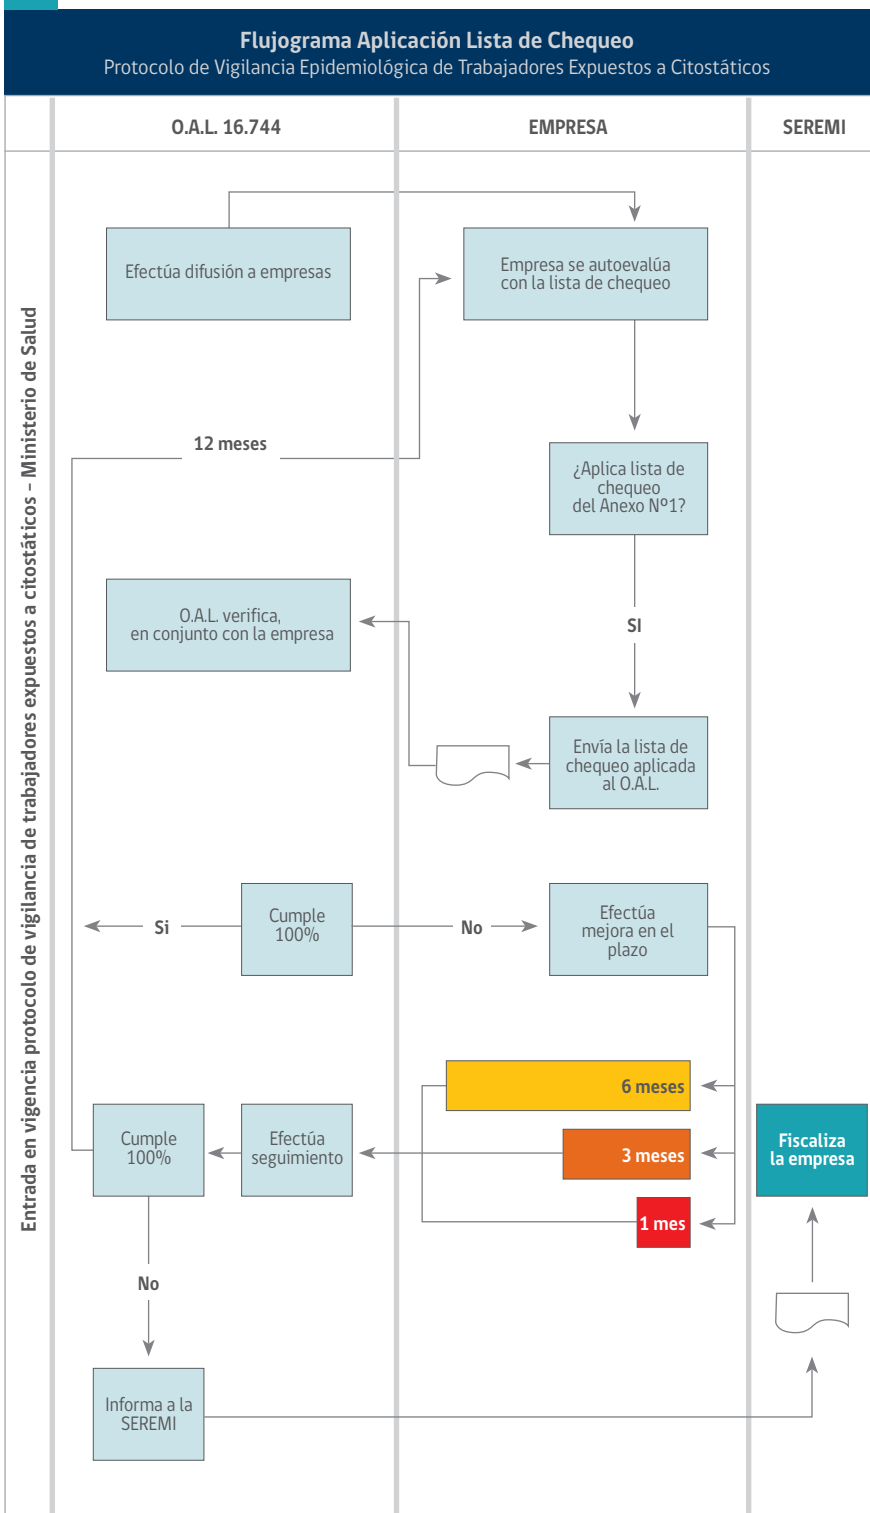 Flujograma Aplicación Lista de Chequeo
Protocolo de Vigilancia Epidemiológica de Trabajadores Expuestos a Citostáticos
O.A.L. 16.744
EMPRESA
SEREMI
Entrada en vigencia protocolo de vigilancia de trabajadores expuestos a citostáticos – Ministerio de Salud
Efectúa difusión a empresas
Empresa se autoevalúa
con la lista de chequeo
12 meses
¿Aplica lista de
chequeo
del Anexo Nº1?
O.A.L. verifica,
en conjunto con la empresa
SI
Envía la lista de
chequeo aplicada
al O.A.L.
Si
Cumple
100%
No
Efectúa
mejora en el
plazo
6 meses
Cumple
100%
Efectúa
seguimiento
3 meses
Fiscaliza
la empresa
1 mes
No
Informa a la
SEREMI